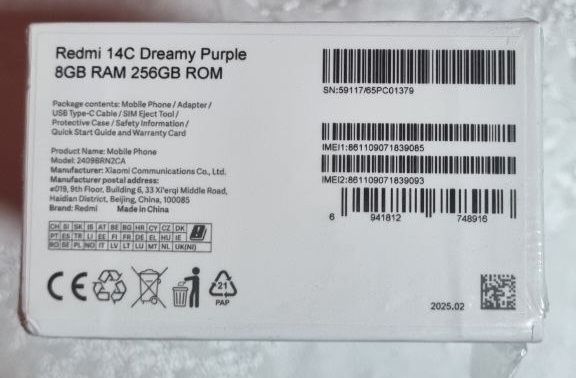 Redmi 14C Dreamy Purple
8GB RAM 256GB ROM
Package contents: Mobile Phone / Adapter /
USB Type-C Cable / SIM Eject Tool /
Protective Case / Safety Information /
Quick Start Guide and Warranty Card
Product Name: Mobile Phone
Model: 2409BRN2CA
Manufacturer: Xiaomi Communications Co., Ltd.
Manufacturer postal address:
#019, 9th Floor, Building 6, 33 Xi'erqi Middle Road,
Haidian District, Beijing, China, 100085
Brand: Redmi Made in China
CH SI SK IS AT BE BG HR CY CZ DK
PT ES TR LI EE FI FR DE EL HU IE
RO SE PL NO IT LV LT LU MT NL UK(NI)
CE
21
PAP
SN:59117/65PC01379
IMEI1:861109071839085
IMEI2:861109071839093
6 941812 748916
2025.02